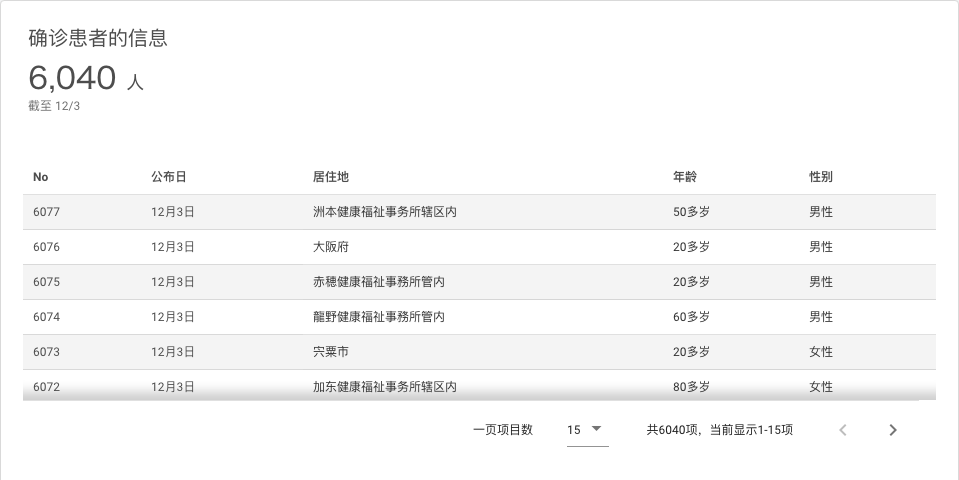 确诊患者的信息
6,040 人
截至 12/3
No 公布日 居住地 年龄 性别
6077 12月3日 洲本健康福祉事务所辖区内 50多岁 男性
6076 12月3日 大阪府 20多岁 男性
6075 12月3日 赤穂健康福祉事務所管内 20多岁 男性
6074 12月3日 龍野健康福祉事務所管内 60多岁 男性
6073 12月3日 宍粟市 20多岁 女性
6072 12月3日 加东健康福祉事务所辖区内 80多岁 女性
一页项目数 15 共6040项，当前显示1-15项